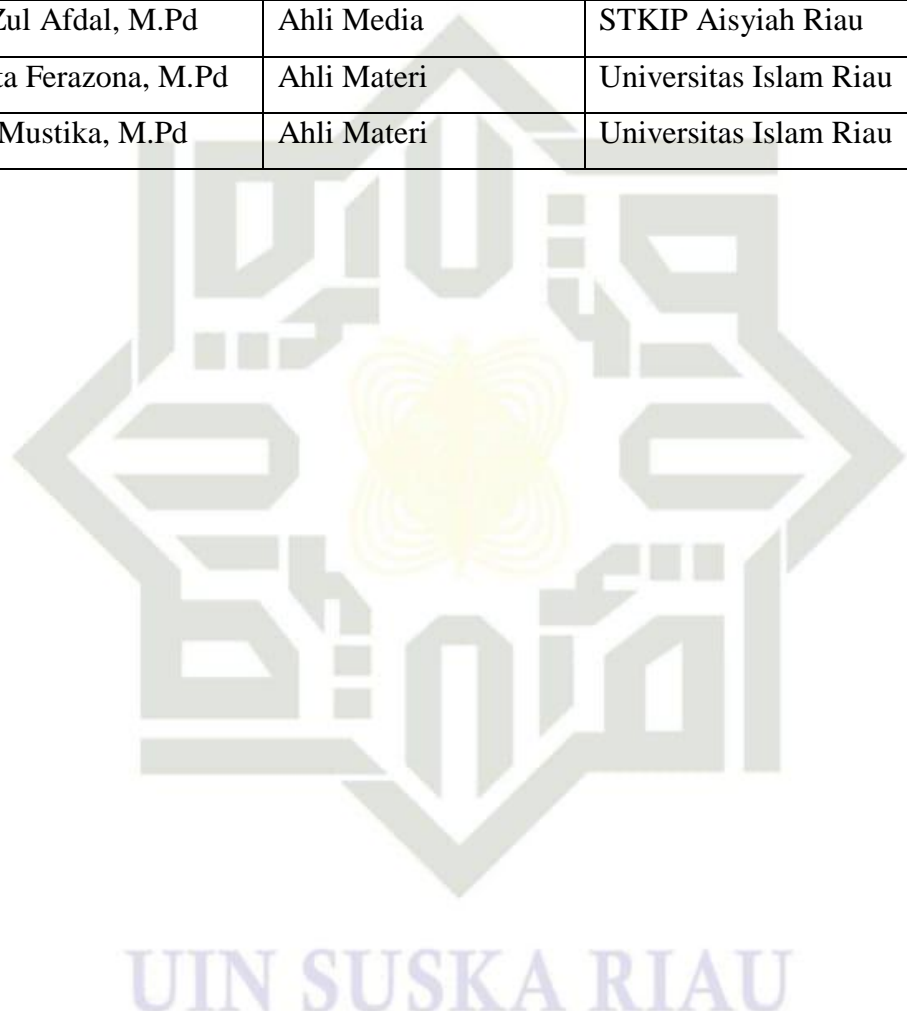 Zul Afdal, M.Pd Ahli Media STKIP Aisyiah Riau
ta Ferazona, M.Pd Ahli Materi Universitas Islam Riau
Mustika, M.Pd Ahli Materi Universitas Islam Riau
UIN SUSKA RIAU